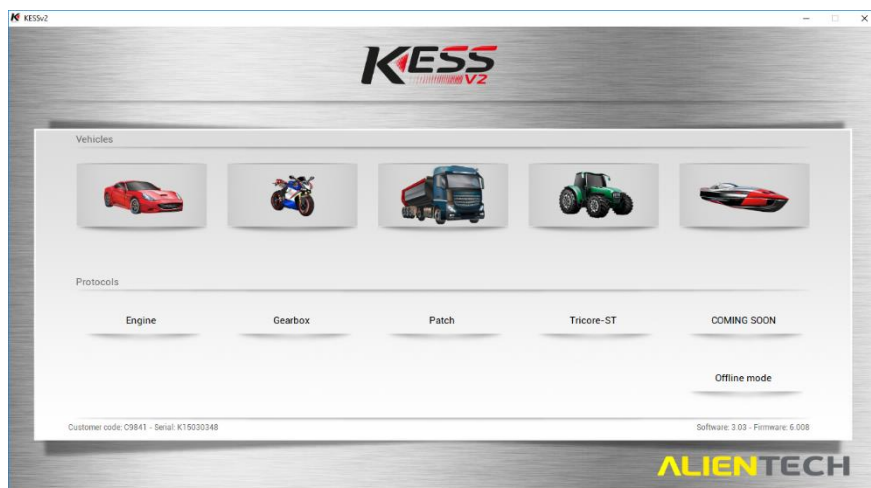 KESSv2
KESS
V2
Vehicles
Protocols
Engine Gearbox Patch Tricore-ST COMING SOON
Offline mode
Customer code: C9841 - Serial: K15030348 Software: 3.03 - Firmware: 6.008
ALIENTECH